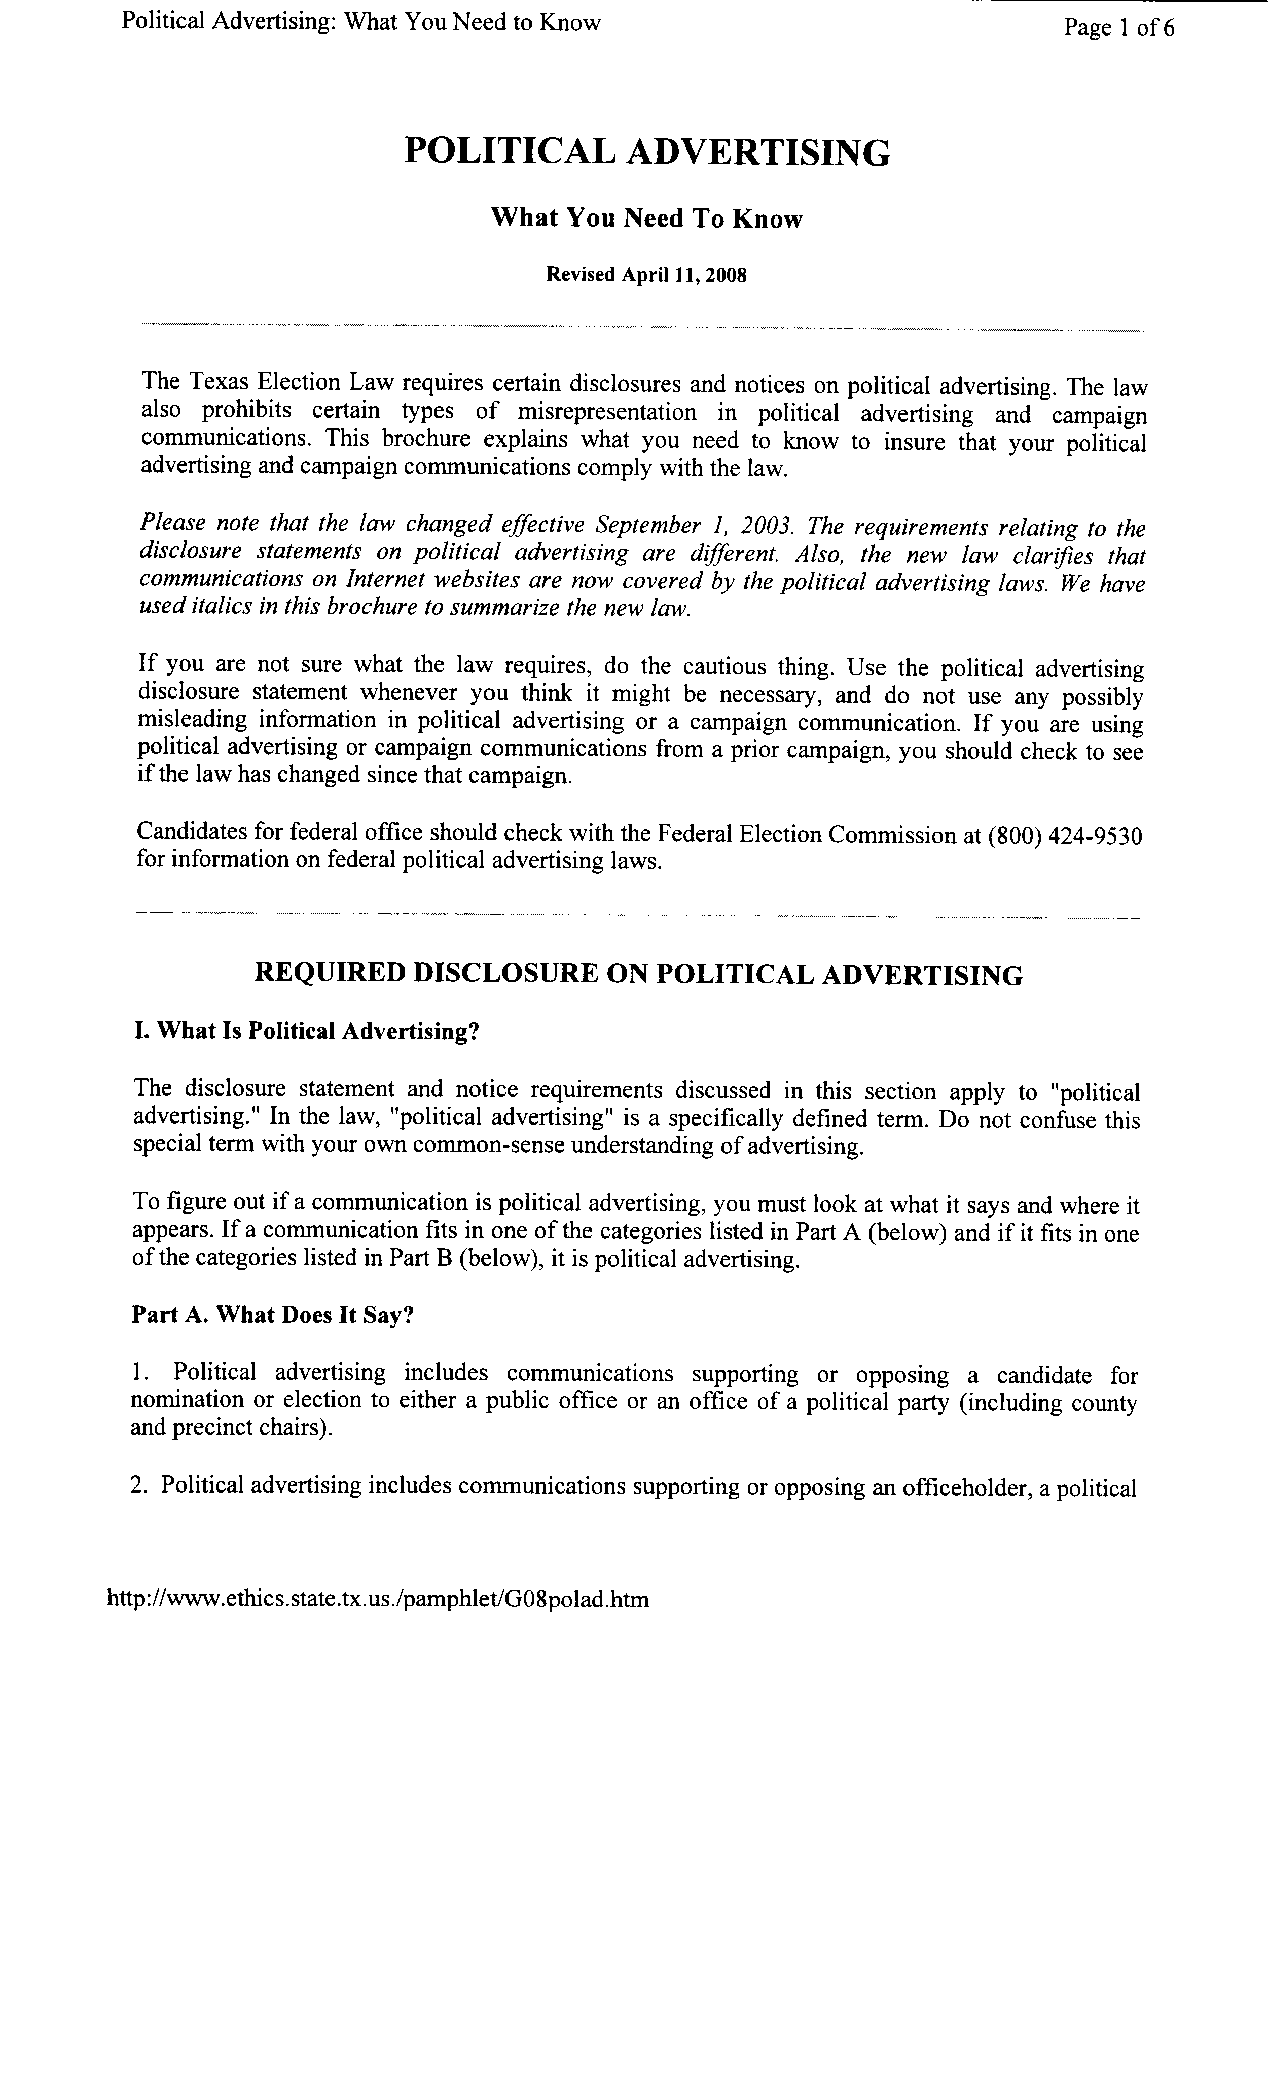 Political Advertising: What You Need to Know
Page 1 of 6
POLITICAL ADVERTISING
What You Need To Know
Revised April 11, 2008
The Texas Election Law requires certain disclosures and notices on political advertising. The law
also prohibits certain types of misrepresentation in political advertising and campaign
communications. This brochure explains what you need to know to insure that your political
advertising and campaign communications comply with the law.
Please note that the law changed effective September 1, 2003. The requirements relating to the
disclosure statements on political advertising are different. Also, the new law clarifies that
communications on Internet websites are now covered by the political advertising laws. We have
used italics in this brochure to summarize the new law.
If you are not sure what the law requires, do the cautious thing. Use the political advertising
disclosure statement whenever you think it might be necessary, and do not use any possibly
misleading information in political advertising or a campaign communication. If you are using
political advertising or campaign communications from a prior campaign, you should check to see
if the law has changed since that campaign.
Candidates for federal office should check with the Federal Election Commission at (800) 424-9530
for information on federal political advertising laws.
REQUIRED DISCLOSURE ON POLITICAL ADVERTISING
I. What Is Political Advertising?
The disclosure statement and notice requirements discussed in this section apply to "political
advertising." In the law, "political advertising" is a specifically defined term. Do not confuse this
special term with your own common-sense understanding of advertising.
To figure out if a communication is political advertising, you must look at what it says and where it
appears. If a communication fits in one of the categories listed in Part A (below) and if it fits in one
of the categories listed in Part B (below), it is political advertising.
Part A. What Does It Say?
1. Political advertising includes communications supporting or opposing a candidate for
nomination or election to either a public office or an office of a political party (including county
and precinct chairs).
2. Political advertising includes communications supporting or opposing an officeholder, a political
http://www.ethics.state.tx.us./pamphlet/G08polad.htm